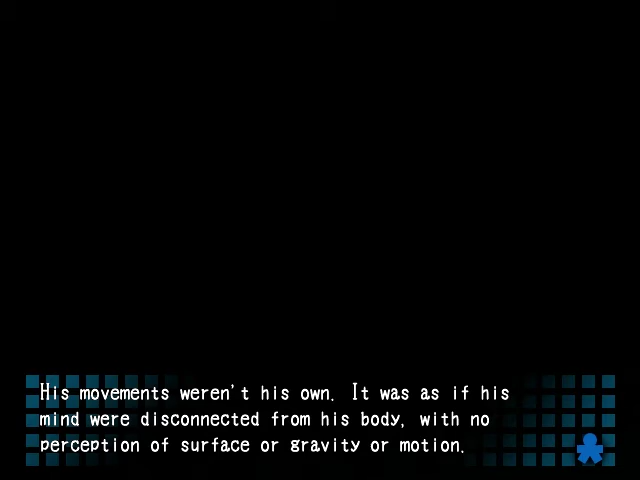 His movements weren't his own. It was as if his
mind were disconnected from his body, with no
perception of surface or gravity or motion.